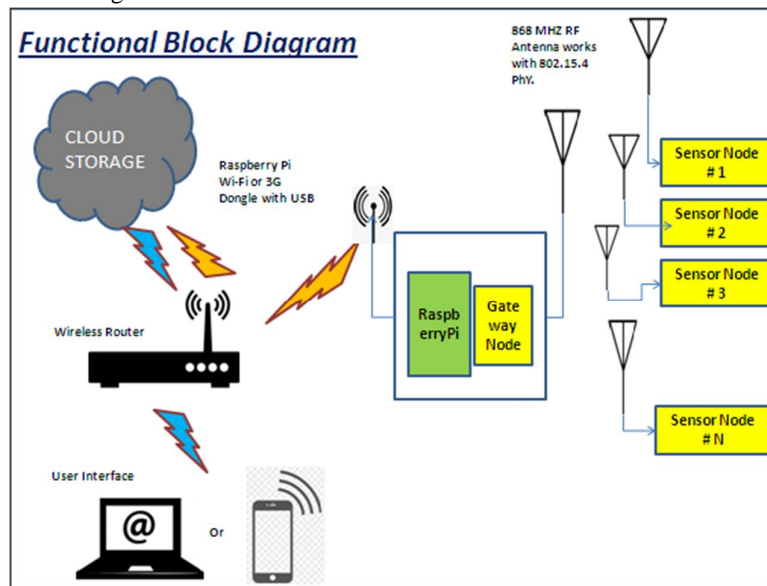 Functional Block Diagram
868 MHZ RF
Antenna works
with 802.15.4
PhY.
CLOUD
STORAGE
Raspberry Pi
Wi-Fi or 3G
Dongle with USB
Sensor Node
# 1
Sensor Node
# 2
Sensor Node
# 3
Raspb
erryPi
Gate
way
Node
Wireless Router
Sensor Node
# N
User Interface
@
Or